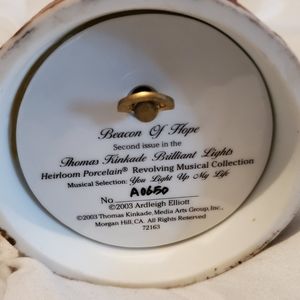 Beacon Of Hope
Second issue in the
Thomas Kinkade Brilliant Lights
Heirloom Porcelain® Revolving Musical Collection
Musical Selection: You Light Up My Life
No. A0650
©2003 Ardleigh Elliott
©2003 Thomas Kinkade, Media Arts Group, Inc.,
Morgan Hill, CA. All Rights Reserved
72163